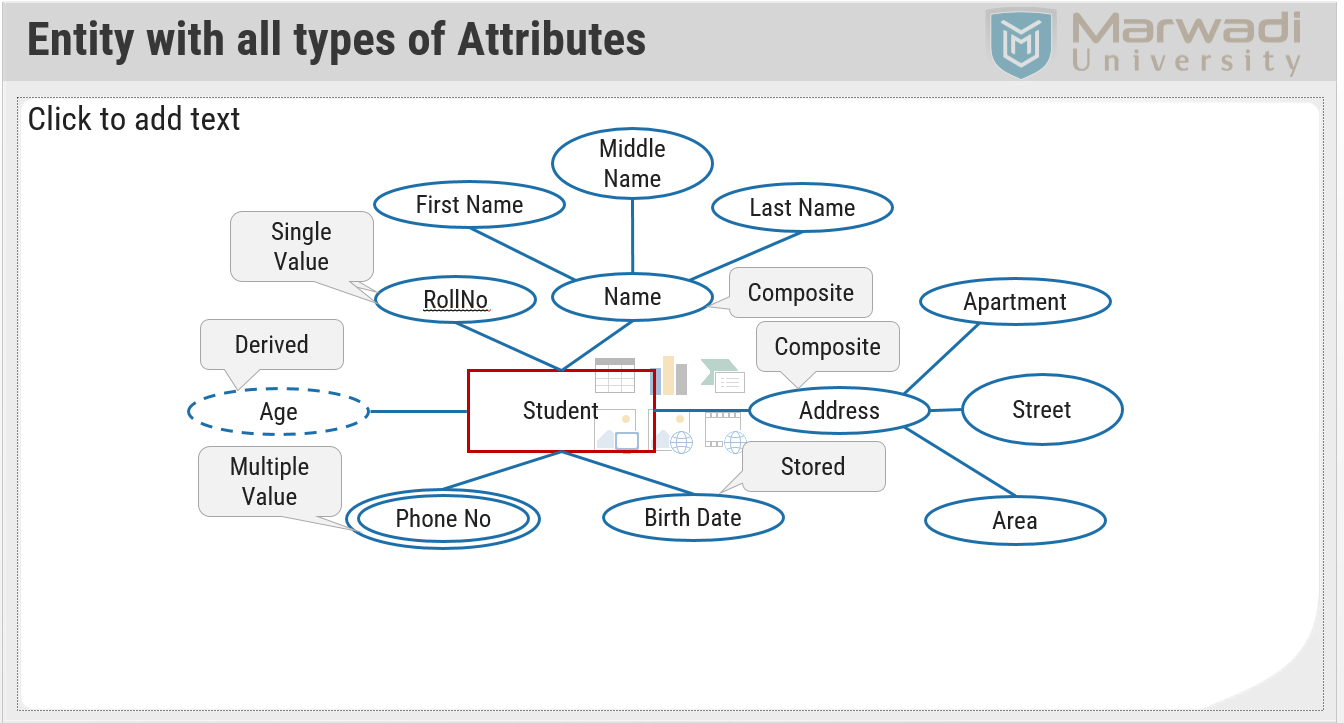 Entity with all types of Attributes
Marwadi
University
Click to add text
Middle
Name
First Name
Last Name
Single
Value
RollNo
Name
Composite
Apartment
Derived
Composite
Age
Student
Address
Street
Multiple
Value
Stored
Phone No
Birth Date
Area